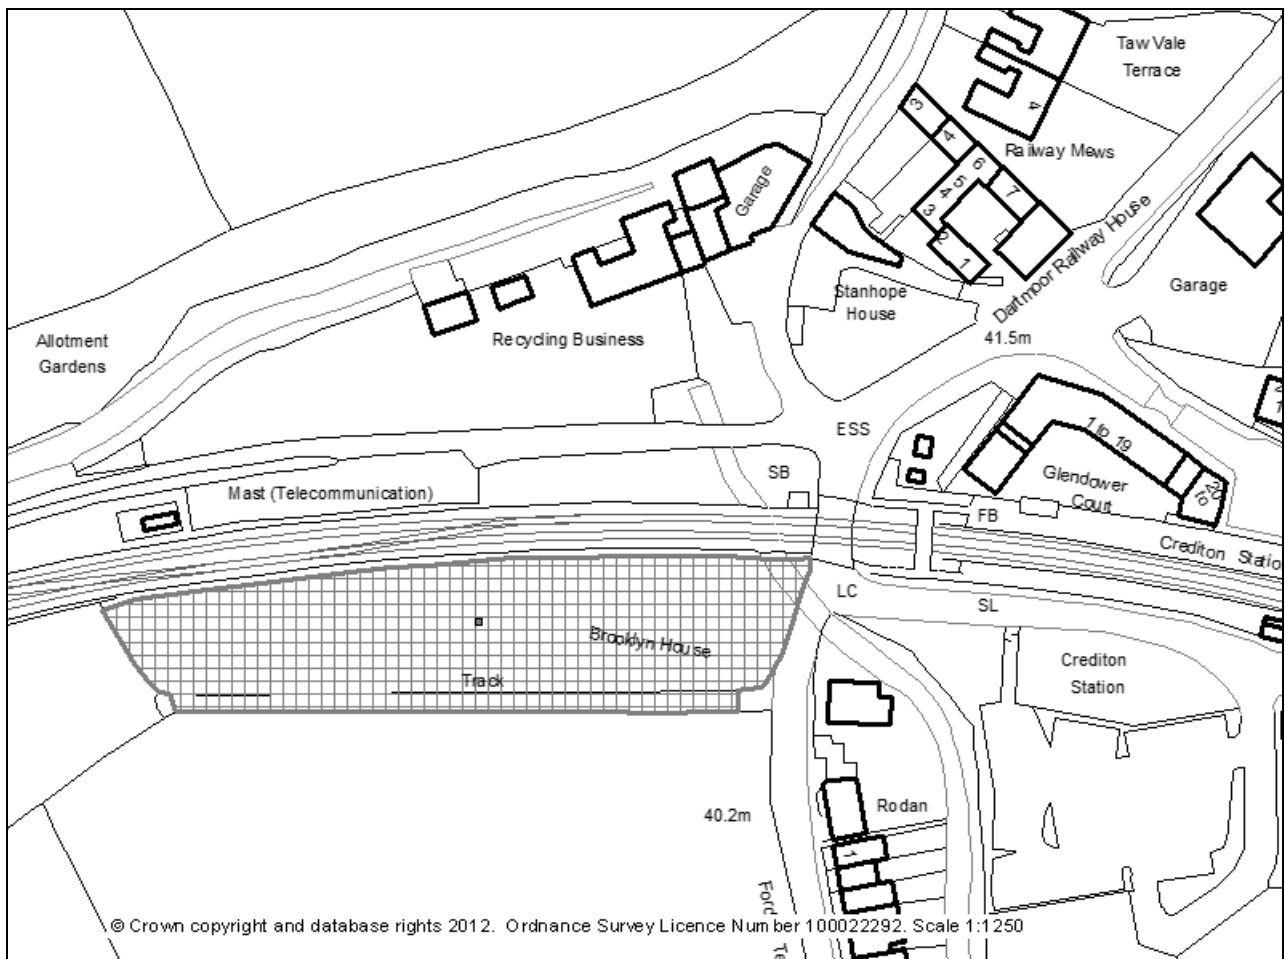 Taw Vale
Terrace
3
4
4
Railway Mews
6
5
4
3
2
1
7
Garage
Dartmoor Railway House
Stanhope
House
Garage
41.5m
Allotment
Gardens
Recycling Business
ESS
1 to 19
Glendower
Court
20
to
SB
Mast (Telecommunication)
FB
Crediton Statio
LC
SL
Brooklyn House
Track
Crediton
Station
40.2m
Rodan
1
Ford
Te
© Crown copyright and database rights 2012. Ordnance Survey Licence Number 100022292. Scale 1:1250